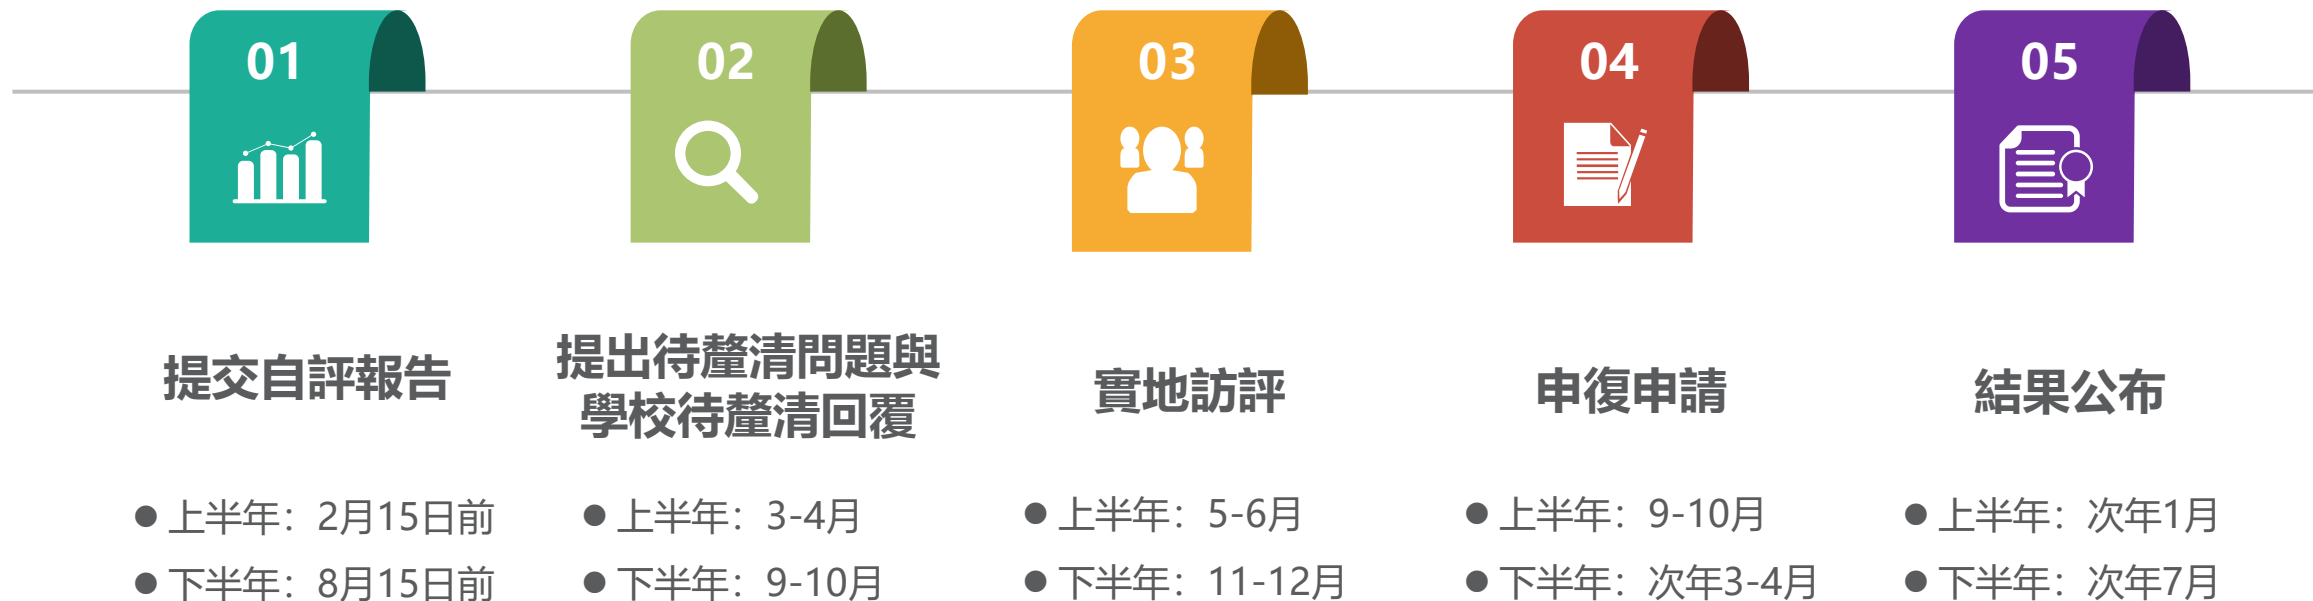 01
提交自評報告
● 上半年：2月15日前
● 下半年：8月15日前
02
提出待釐清問題與
學校待釐清回覆
● 上半年：3-4月
● 下半年：9-10月
03
實地訪評
● 上半年：5-6月
● 下半年：11-12月
04
申復申請
● 上半年：9-10月
● 下半年：次年3-4月
05
結果公布
● 上半年：次年1月
● 下半年：次年7月